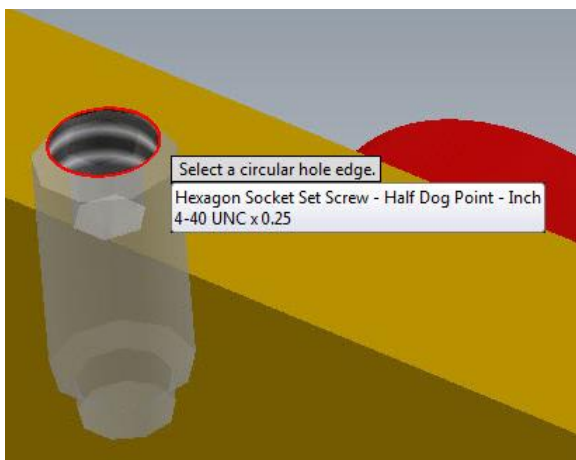 Select a circular hole edge.
Hexagon Socket Set Screw - Half Dog Point - Inch
4-40 UNC x 0.25